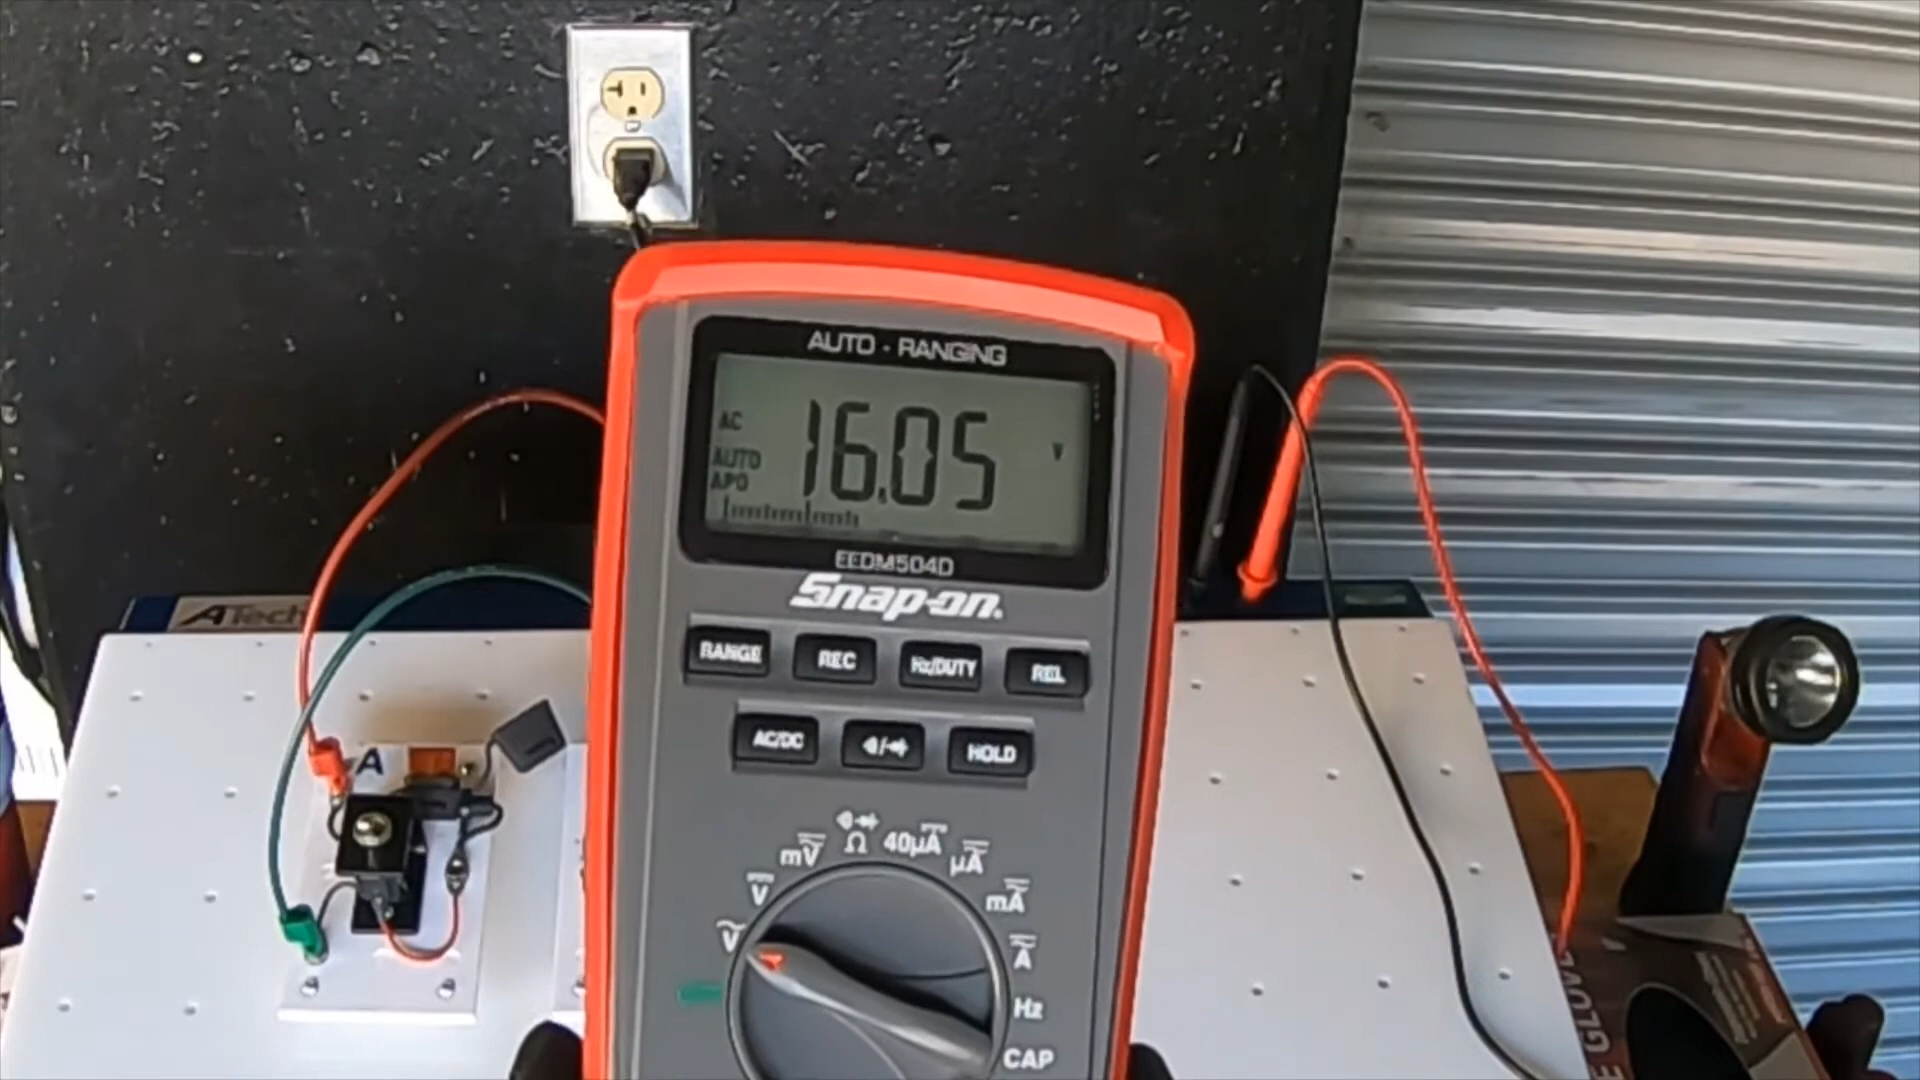 AUTO - RANGING
AC
AUTO
APO
16.05
V
EEDM504D
Snap-on
ATech
RANGE
REC
Hz/DUTY
REL
AC/DC
HOLD
A
mV
Ω
40µA
µA
V
mA
V
A
Hz
CAP
GLOVE